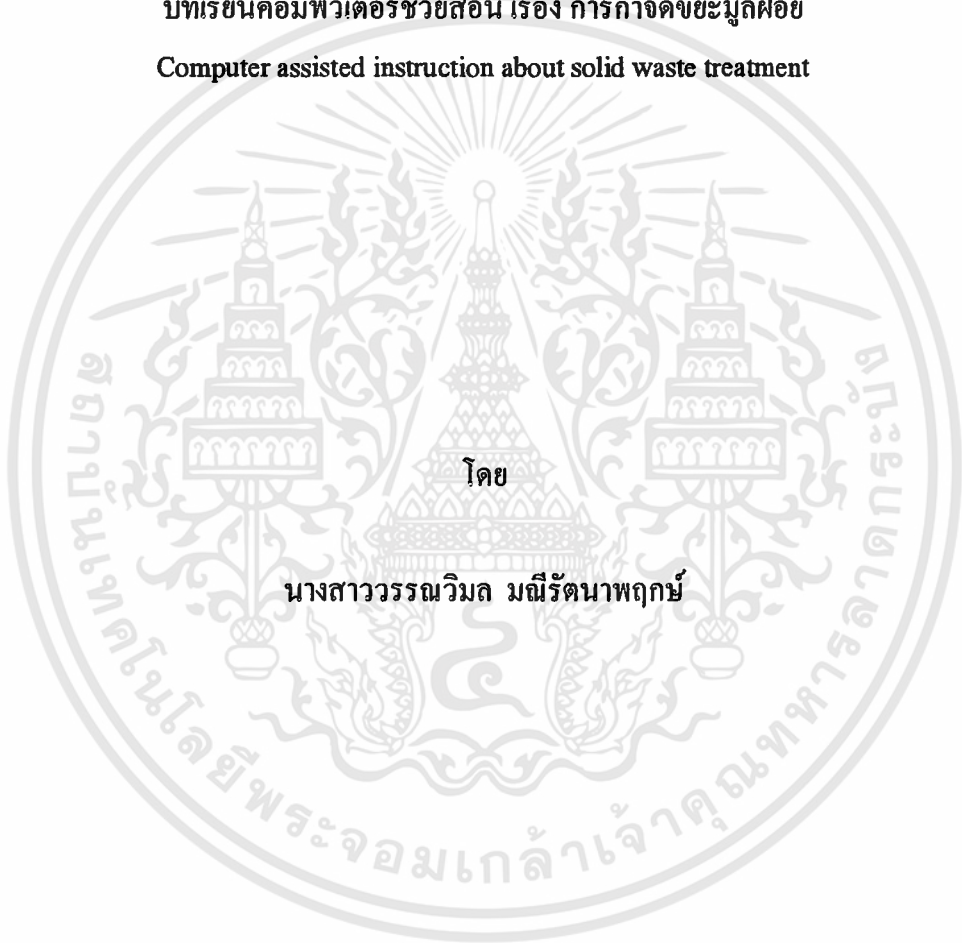 บทเรียนคอมพิวเตอร์ช่วยสอน เรื่อง การกำจัดขยะมูลฝอย
Computer assisted instruction about solid waste treatment
โดย
นางสาววรรณวิมล มณีรัตนาพฤกษ์
สถาบันเทคโนโลยีพระจอมเกล้าเจ้าคุณทหารลาดกระบัง